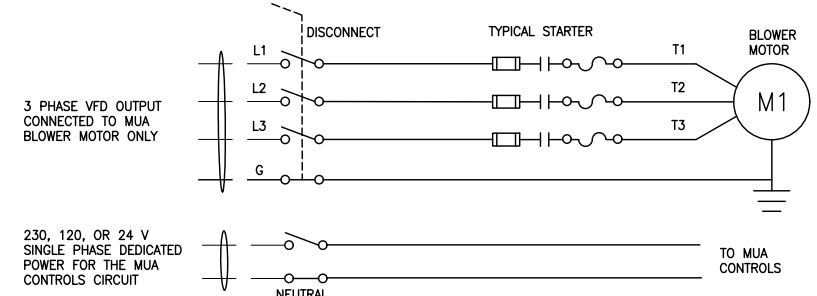 DISCONNECT
TYPICAL STARTER
BLOWER
MOTOR
L1
T1
L2
T2
M1
3 PHASE VFD OUTPUT
CONNECTED TO MUA
BLOWER MOTOR ONLY
L3
T3
G
230, 120, OR 24 V
SINGLE PHASE DEDICATED
POWER FOR THE MUA
CONTROLS CIRCUIT
TO MUA
CONTROLS
NEUTRAL